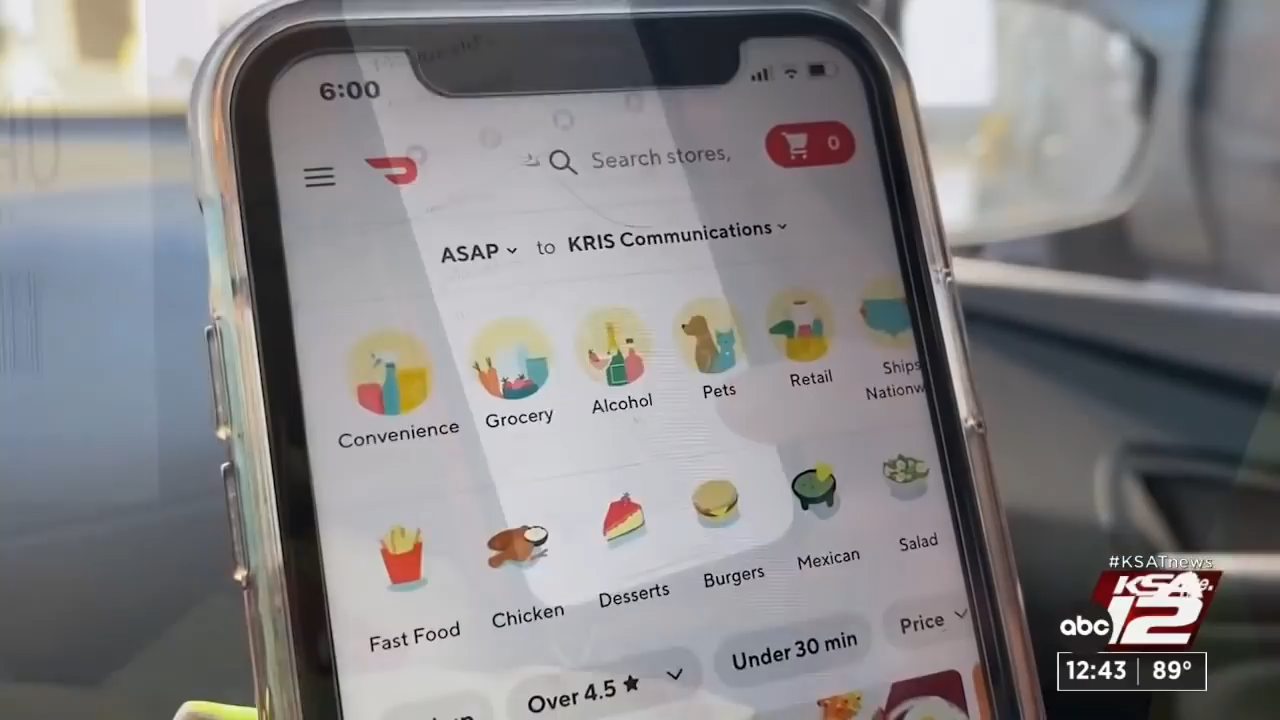 6:00
Search stores,
0
ASAP to KRIS Communications
Convenience
Grocery
Alcohol
Pets
Retail
Ships
Nationw
Fast Food
Chicken
Desserts
Burgers
Mexican
Salad
Over 4.5 ★
Under 30 min
Price
#KSATnews
KSA
abc 12
12:43 89°